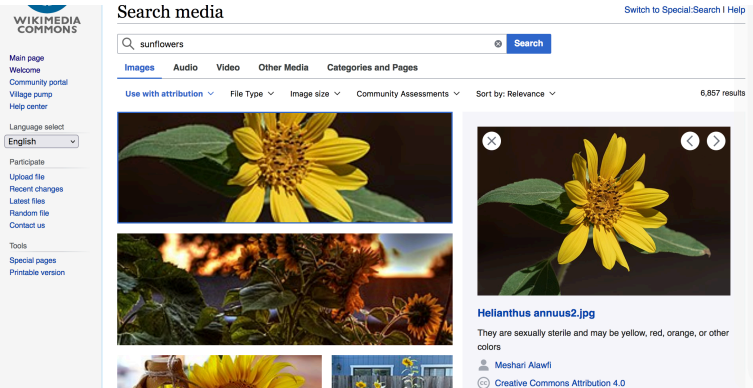 WIKIMEDIA
COMMONS
Main page
Welcome
Community portal
Village pump
Help center
Language select
English
Participate
Upload file
Recent changes
Latest files
Random file
Contact us
Tools
Special pages
Printable version
Search media
Switch to Special:Search | Help
sunflowers
Search
Images Audio Video Other Media Categories and Pages
Use with attribution File Type Image size Community Assessments Sort by: Relevance 6,857 results
Helianthus annuus2.jpg
They are sexually sterile and may be yellow, red, orange, or other
colors
Meshari Alawfi
cc Creative Commons Attribution 4.0